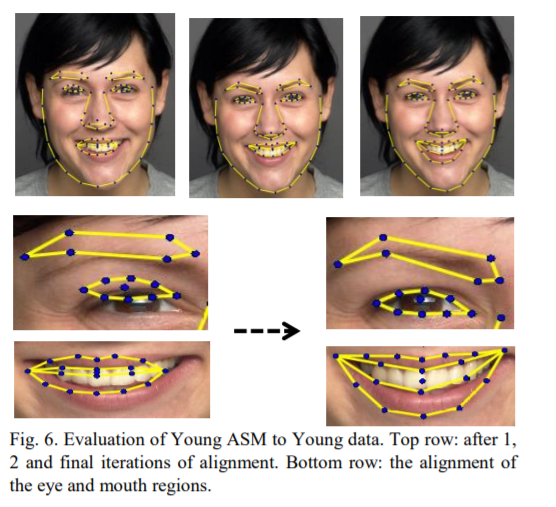 Fig. 6. Evaluation of Young ASM to Young data. Top row: after 1,
2 and final iterations of alignment. Bottom row: the alignment of
the eye and mouth regions.